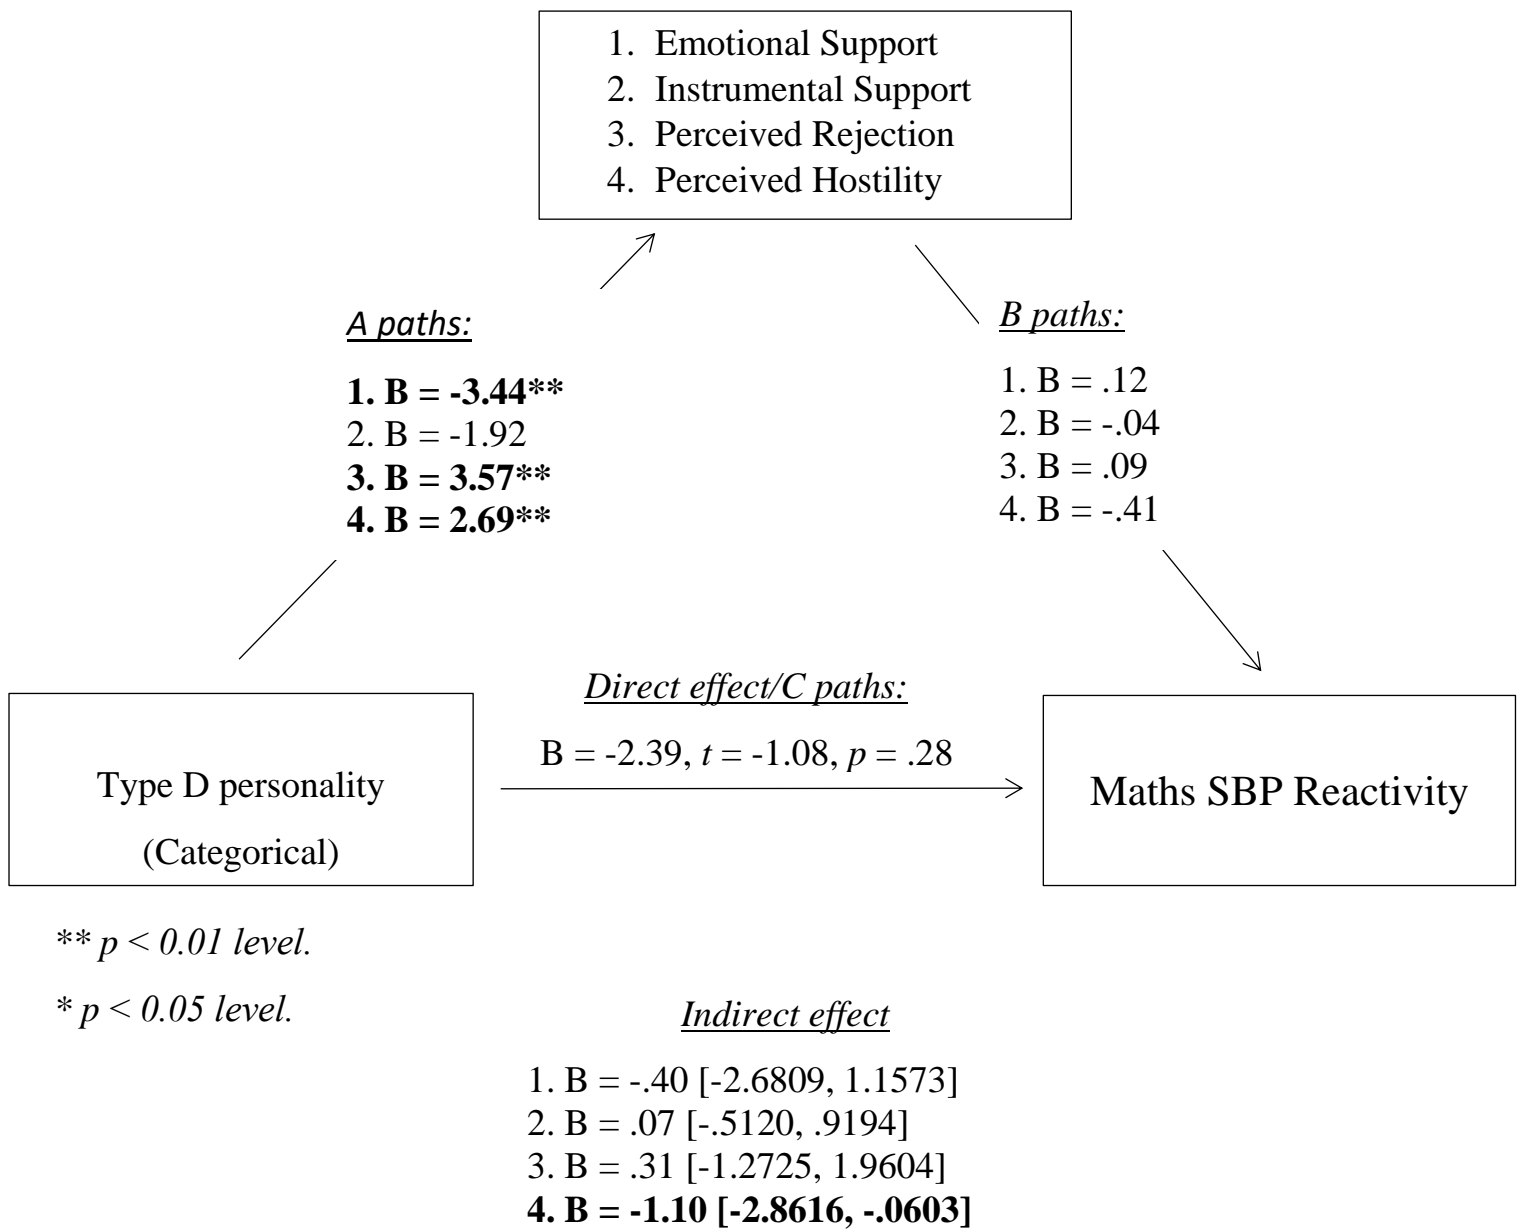 1. Emotional Support
2. Instrumental Support
3. Perceived Rejection
4. Perceived Hostility
A paths:
1. B = -3.44**
2. B = -1.92
3. B = 3.57**
4. B = 2.69**
B paths:
1. B = .12
2. B = -.04
3. B = .09
4. B = -.41
Direct effect/C paths:
B = -2.39, t = -1.08, p = .28
Type D personality
(Categorical)
Maths SBP Reactivity
** p < 0.01 level.
* p < 0.05 level.
Indirect effect
1. B = -.40 [-2.6809, 1.1573]
2. B = .07 [-.5120, .9194]
3. B = .31 [-1.2725, 1.9604]
4. B = -1.10 [-2.8616, -.0603]